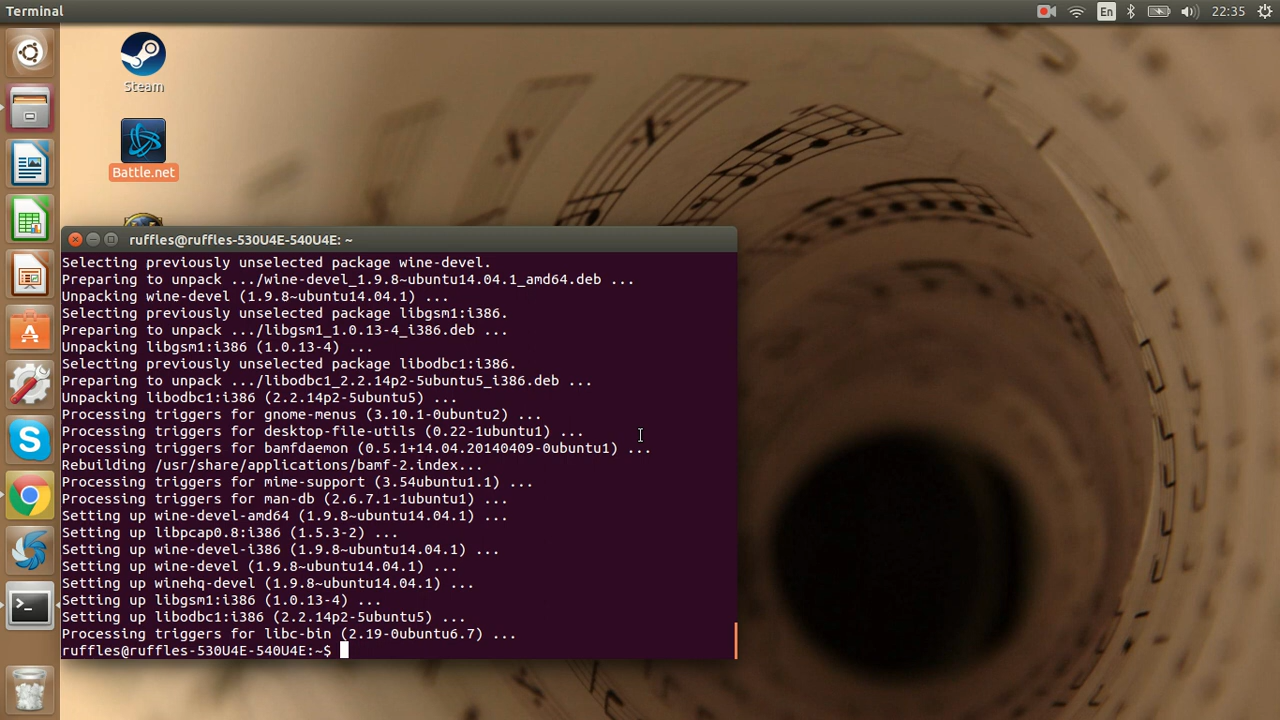 Terminal
En
22:35
Steam
Battle.net
ruffles@ruffles-530U4E-540U4E: ~
Selecting previously unselected package wine-devel.
Preparing to unpack .../wine-devel_1.9.8~ubuntu14.04.1_amd64.deb ...
Unpacking wine-devel (1.9.8~ubuntu14.04.1) ...
Selecting previously unselected package libgsm1:i386.
Preparing to unpack .../libgsm1_1.0.13-4_i386.deb ...
Unpacking libgsm1:i386 (1.0.13-4) ...
Selecting previously unselected package libodbc1:i386.
Preparing to unpack .../libodbc1_2.2.14p2-5ubuntu5_i386.deb ...
Unpacking libodbc1:i386 (2.2.14p2-5ubuntu5) ...
Processing triggers for gnome-menus (3.10.1-0ubuntu2) ...
Processing triggers for desktop-file-utils (0.22-1ubuntu1) ...
Processing triggers for bamfdaemon (0.5.1+14.04.20140409-0ubuntu1) ...
Rebuilding /usr/share/applications/bamf-2.index...
Processing triggers for mime-support (3.54ubuntu1.1) ...
Processing triggers for man-db (2.6.7.1-1ubuntu1) ...
Setting up wine-devel-amd64 (1.9.8~ubuntu14.04.1) ...
Setting up libpcap0.8:i386 (1.5.3-2) ...
Setting up wine-devel-i386 (1.9.8~ubuntu14.04.1) ...
Setting up wine-devel (1.9.8~ubuntu14.04.1) ...
Setting up winehq-devel (1.9.8~ubuntu14.04.1) ...
Setting up libgsm1:i386 (1.0.13-4) ...
Setting up libodbc1:i386 (2.2.14p2-5ubuntu5) ...
Processing triggers for libc-bin (2.19-0ubuntu6.7) ...
ruffles@ruffles-530U4E-540U4E:~$